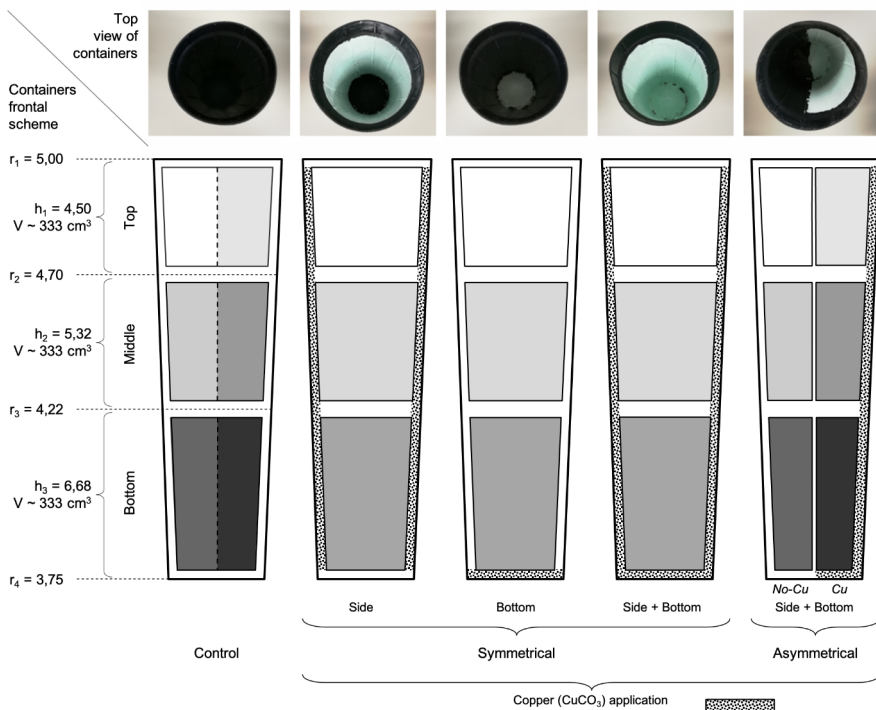 Top
view of
containers
Containers
frontal
scheme
r₁ = 5,00
h₁ = 4,50
V ~ 333 cm³
Top
r₂ = 4,70
h₂ = 5,32
V ~ 333 cm³
Middle
r₃ = 4,22
h₃ = 6,68
V ~ 333 cm³
Bottom
r₄ = 3,75
No-Cu Cu
Side Bottom Side + Bottom Side + Bottom
Control Symmetrical Asymmetrical
Copper (CuCO₃) application